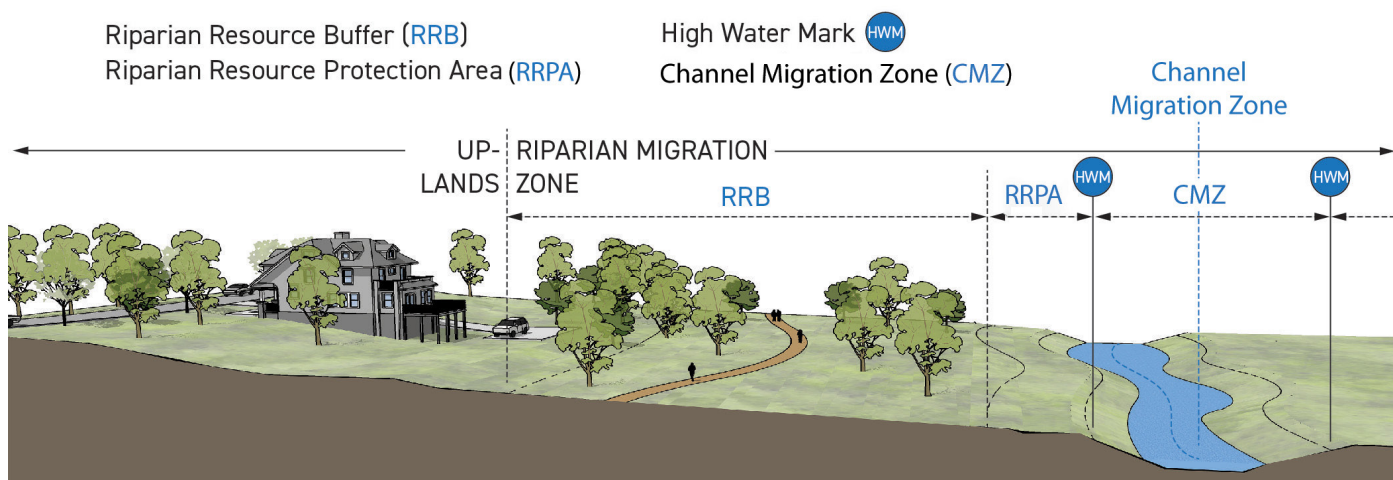 Riparian Resource Buffer (RRB)
Riparian Resource Protection Area (RRPA)
High Water Mark HWM
Channel Migration Zone (CMZ)
Channel
Migration Zone
UP-
LANDS
RIPARIAN MIGRATION
ZONE
RRB
RRPA
HWM
CMZ
HWM